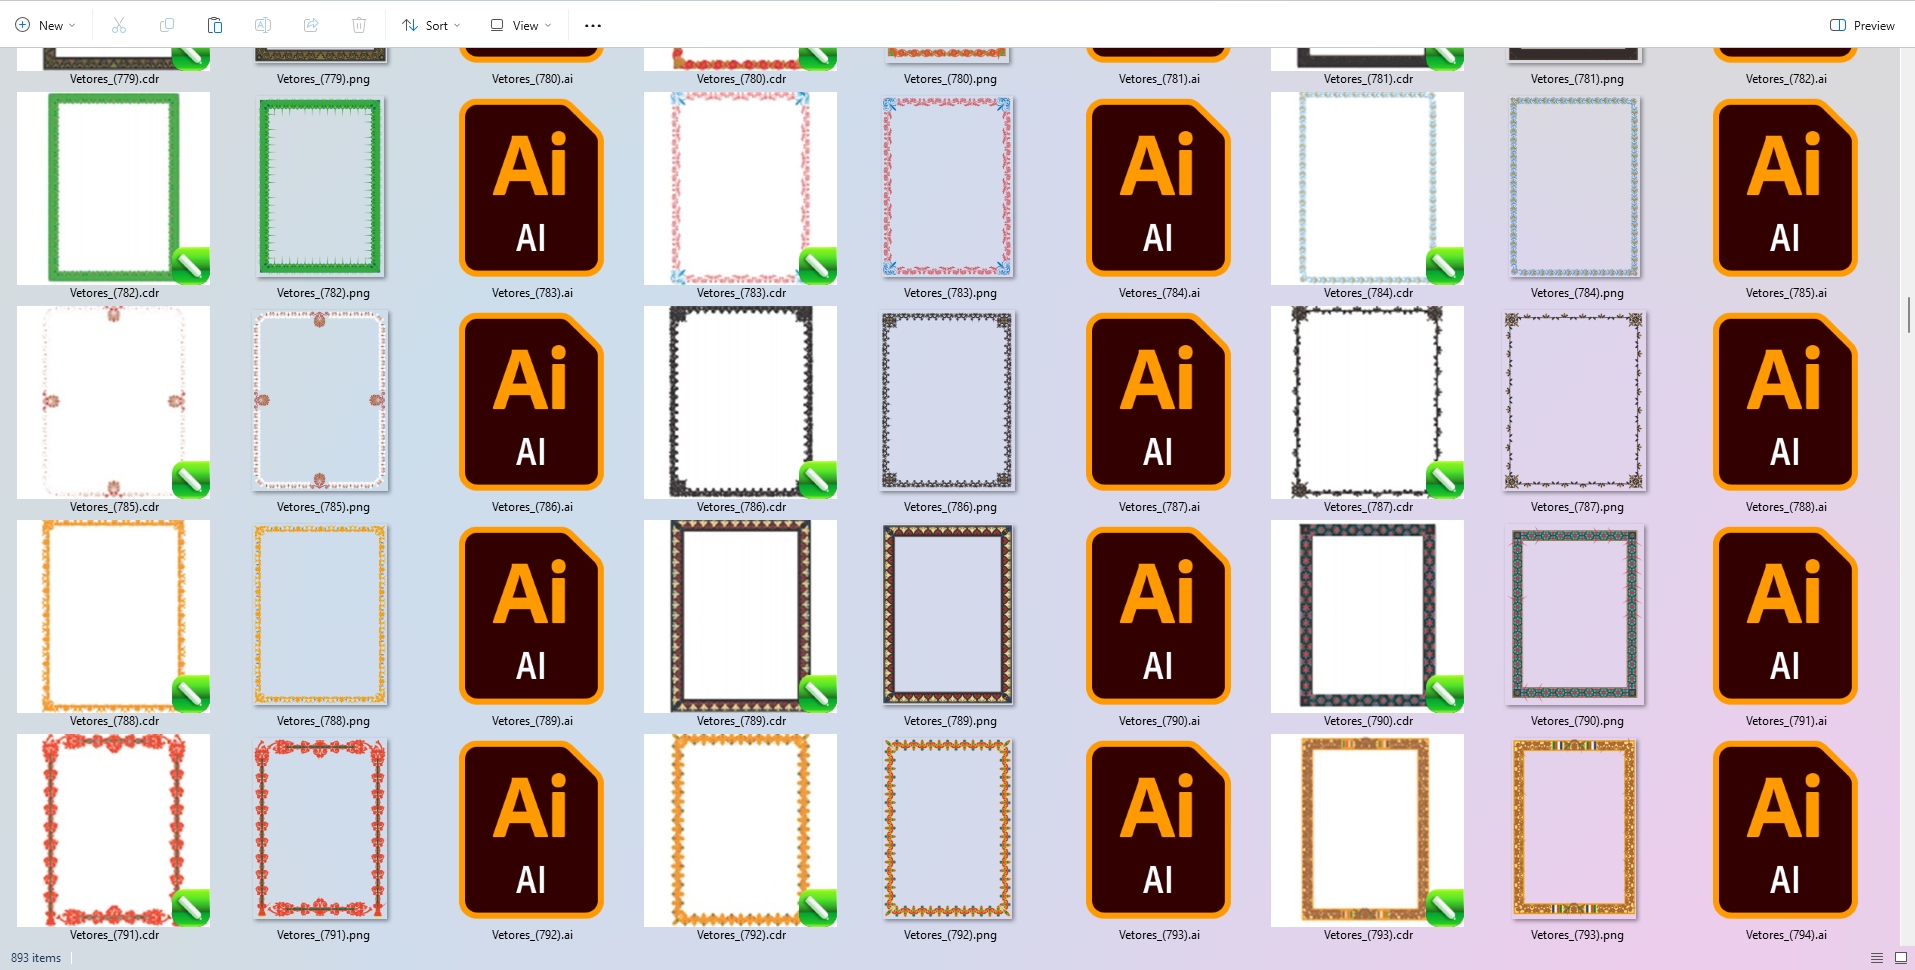 New Sort View ... Preview
Vetores_(779).cdr Vetores_(779).png Vetores_(780).ai Vetores_(780).cdr Vetores_(780).png Vetores_(781).ai Vetores_(781).cdr Vetores_(781).png Vetores_(782).ai
Ai Ai Ai
AI AI AI
Vetores_(782).cdr Vetores_(782).png Vetores_(783).ai Vetores_(783).cdr Vetores_(783).png Vetores_(784).ai Vetores_(784).cdr Vetores_(784).png Vetores_(785).ai
Ai Ai Ai
AI AI AI
Vetores_(785).cdr Vetores_(785).png Vetores_(786).ai Vetores_(786).cdr Vetores_(786).png Vetores_(787).ai Vetores_(787).cdr Vetores_(787).png Vetores_(788).ai
Ai Ai Ai
AI AI AI
Vetores_(788).cdr Vetores_(788).png Vetores_(789).ai Vetores_(789).cdr Vetores_(789).png Vetores_(790).ai Vetores_(790).cdr Vetores_(790).png Vetores_(791).ai
Ai Ai Ai
AI AI AI
Vetores_(791).cdr Vetores_(791).png Vetores_(792).ai Vetores_(792).cdr Vetores_(792).png Vetores_(793).ai Vetores_(793).cdr Vetores_(793).png Vetores_(794).ai
893 items